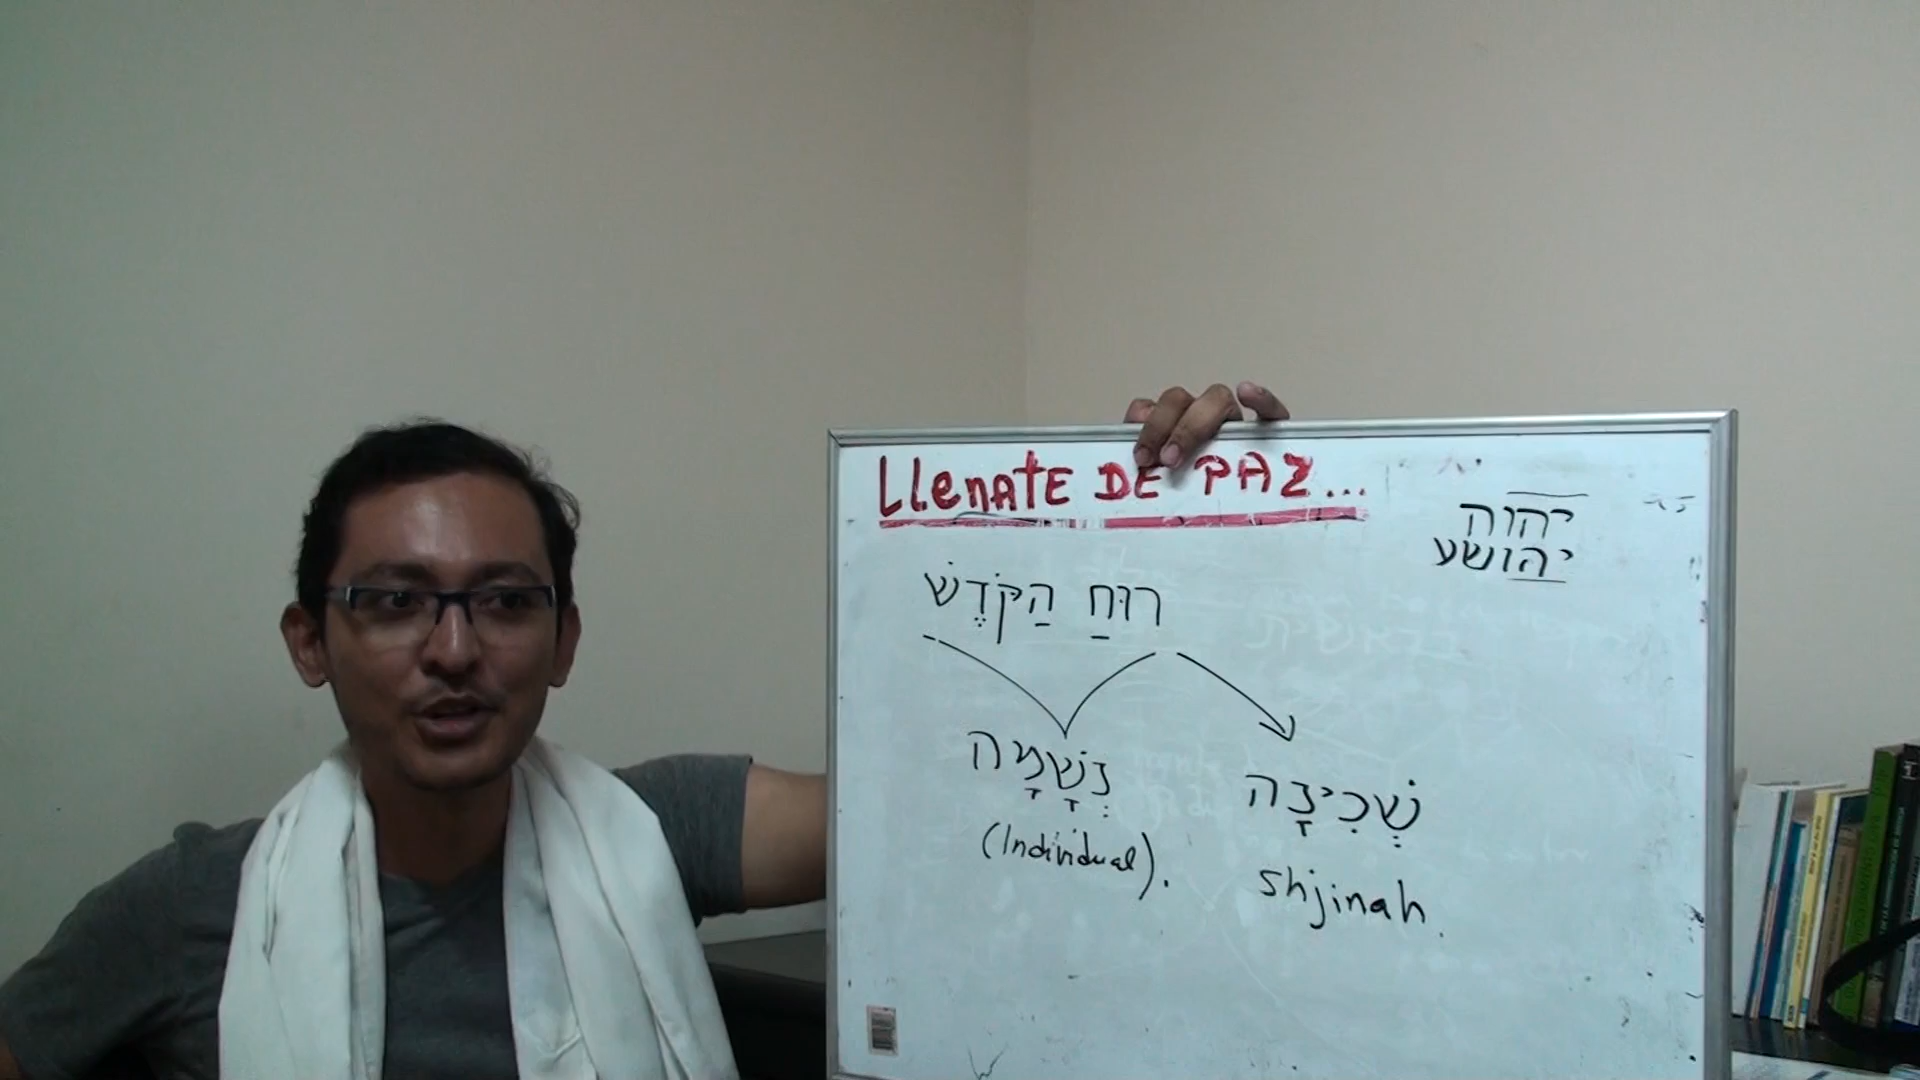 Llenate DE PAZ...
יהוה
יהושע
רוּחַ הַקֹּדֶשׁ
נְשָׁמָה
שְׁכִינָה
(Individual).
shjinah.